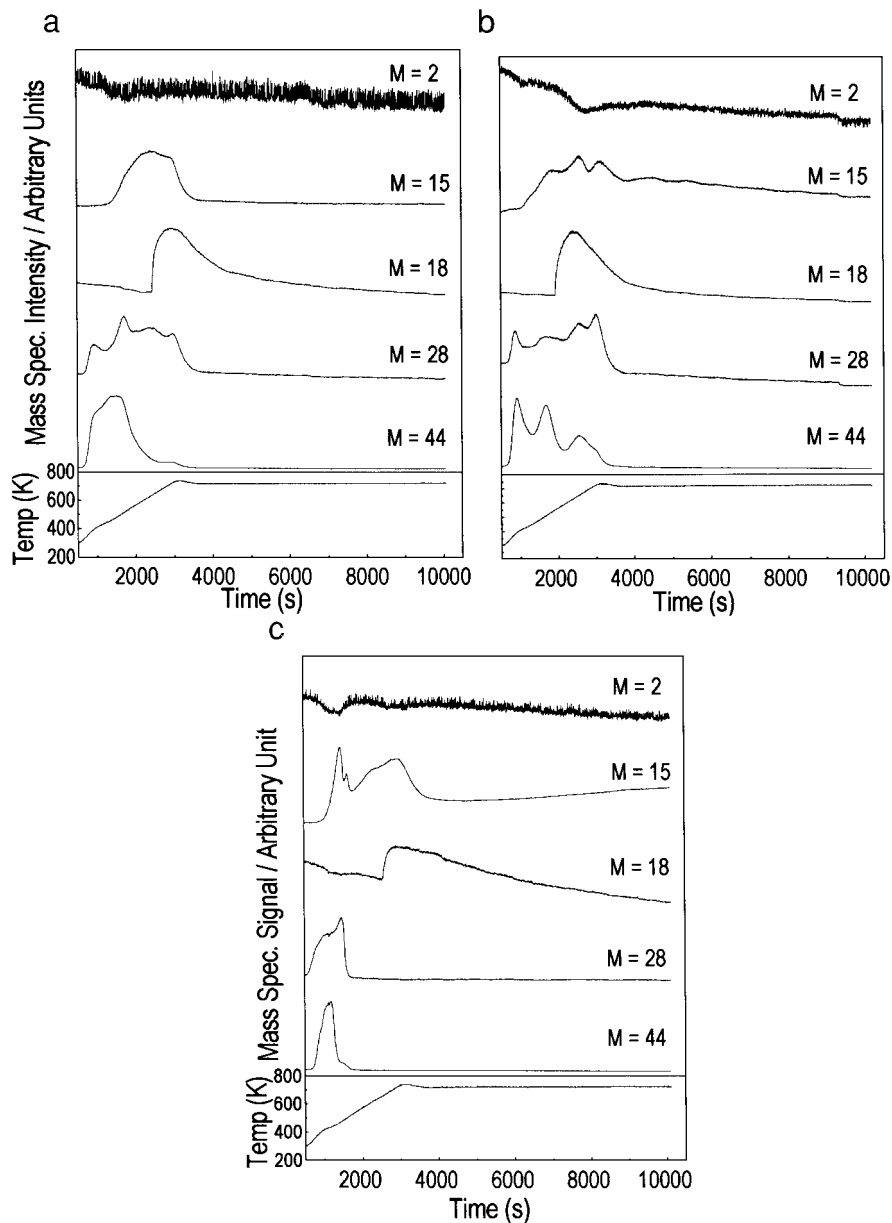 a
Mass Spec. Intensity / Arbitrary Units
M = 2
M = 15
M = 18
M = 28
M = 44
Temp (K)
800
600
400
200
2000 4000 6000 8000 10000
Time (s)
b
M = 2
M = 15
M = 18
M = 28
M = 44
2000 4000 6000 8000 10000
Time (s)
c
Mass Spec. Signal / Arbitrary Unit
M = 2
M = 15
M = 18
M = 28
M = 44
Temp (K)
800
600
400
200
2000 4000 6000 8000 10000
Time (s)